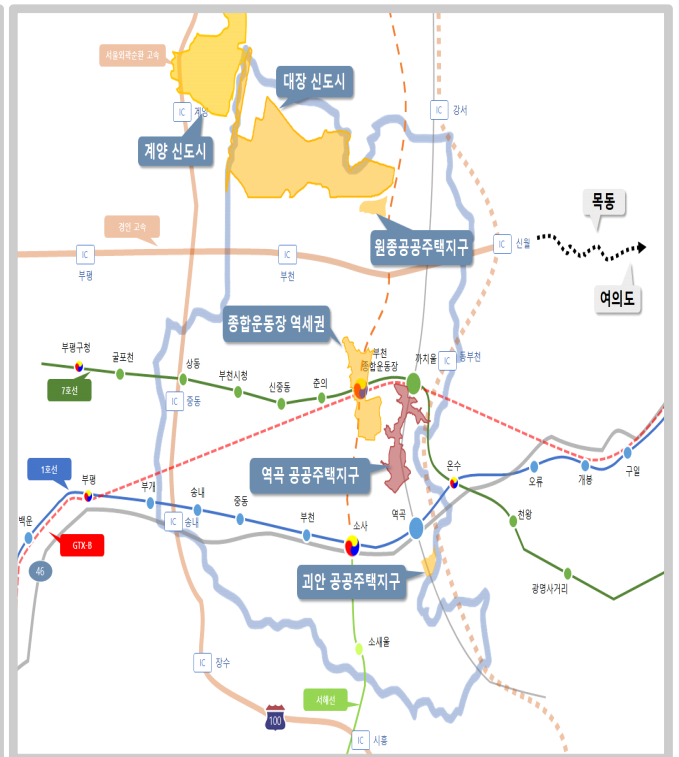 서울외곽순환 고속
대장 신도시
IC 계양
IC 강서
계양 신도시
목동
경인 고속
원종공공주택지구
IC 신월
IC
부평
IC
부천
여의도
종합운동장 역세권
부평구청
굴포천
상동
부천시청
신중동
춘의
부천
종합운동장
까치울
IC 동부천
7호선
IC 중동
역곡 공공주택지구
온수
오류
개봉
구일
1호선
부평
부개
송내
중동
부천
소사
역곡
백운
IC 송내
천왕
GTX-B
46
괴안 공공주택지구
광명사거리
소새울
IC 장수
서해선
100
IC 시흥